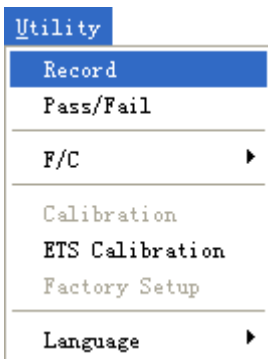 Utility
Record
Pass/Fail
F/C
Calibration
ETS Calibration
Factory Setup
Language